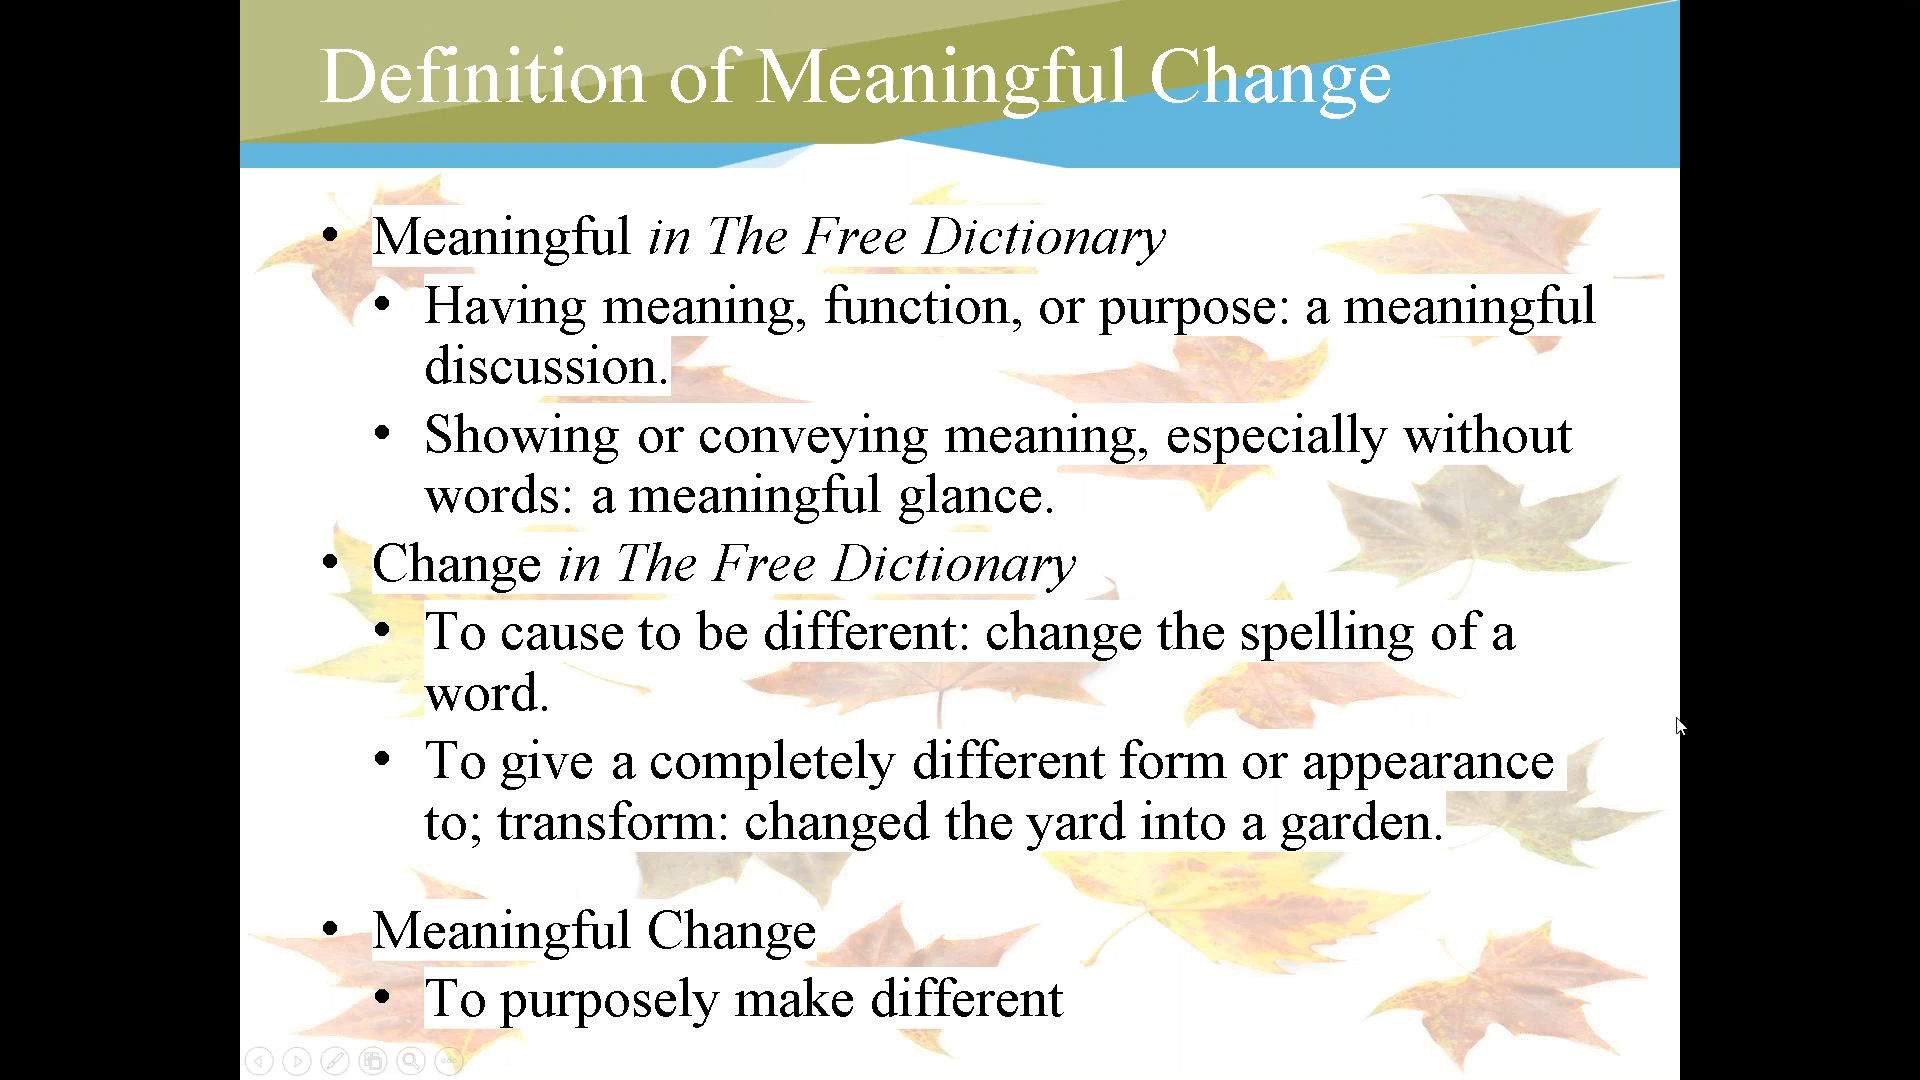 Definition of Meaningful Change
• Meaningful in The Free Dictionary
• Having meaning, function, or purpose: a meaningful
discussion.
• Showing or conveying meaning, especially without
words: a meaningful glance.
• Change in The Free Dictionary
• To cause to be different: change the spelling of a
word.
• To give a completely different form or appearance
to; transform: changed the yard into a garden.
• Meaningful Change
• To purposely make different